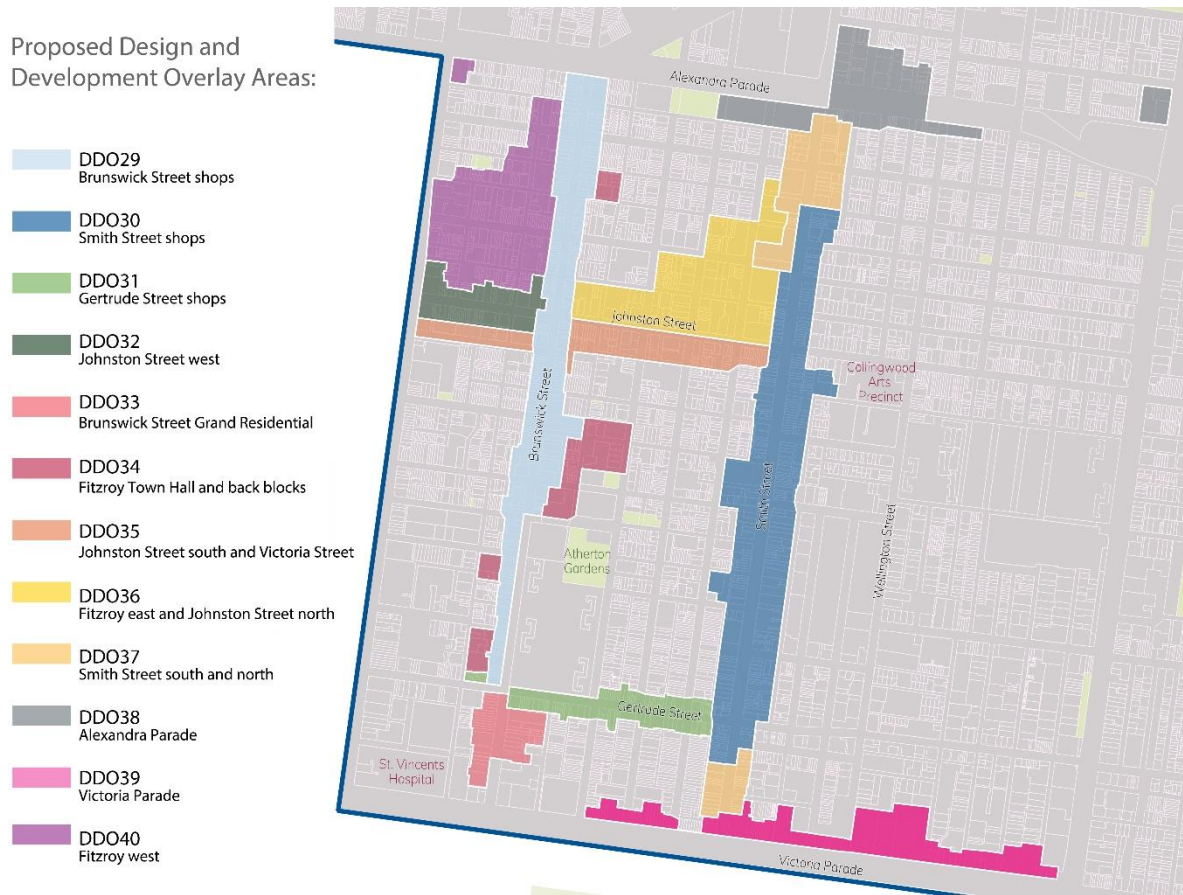 Proposed Design and
Development Overlay Areas:
DDO29
Brunswick Street shops
DDO30
Smith Street shops
DDO31
Gertrude Street shops
DDO32
Johnston Street west
DDO33
Brunswick Street Grand Residential
DDO34
Fitzroy Town Hall and back blocks
DDO35
Johnston Street south and Victoria Street
DDO36
Fitzroy east and Johnston Street north
DDO37
Smith Street south and north
DDO38
Alexandra Parade
DDO39
Victoria Parade
DDO40
Fitzroy west
Alexandra Parade
Johnston Street
Collingwood
Arts
Precinct
Brunswick Street
Smith Street
Wellington Street
Atherton
Gardens
Gertrude Street
St. Vincents
Hospital
Victoria Parade